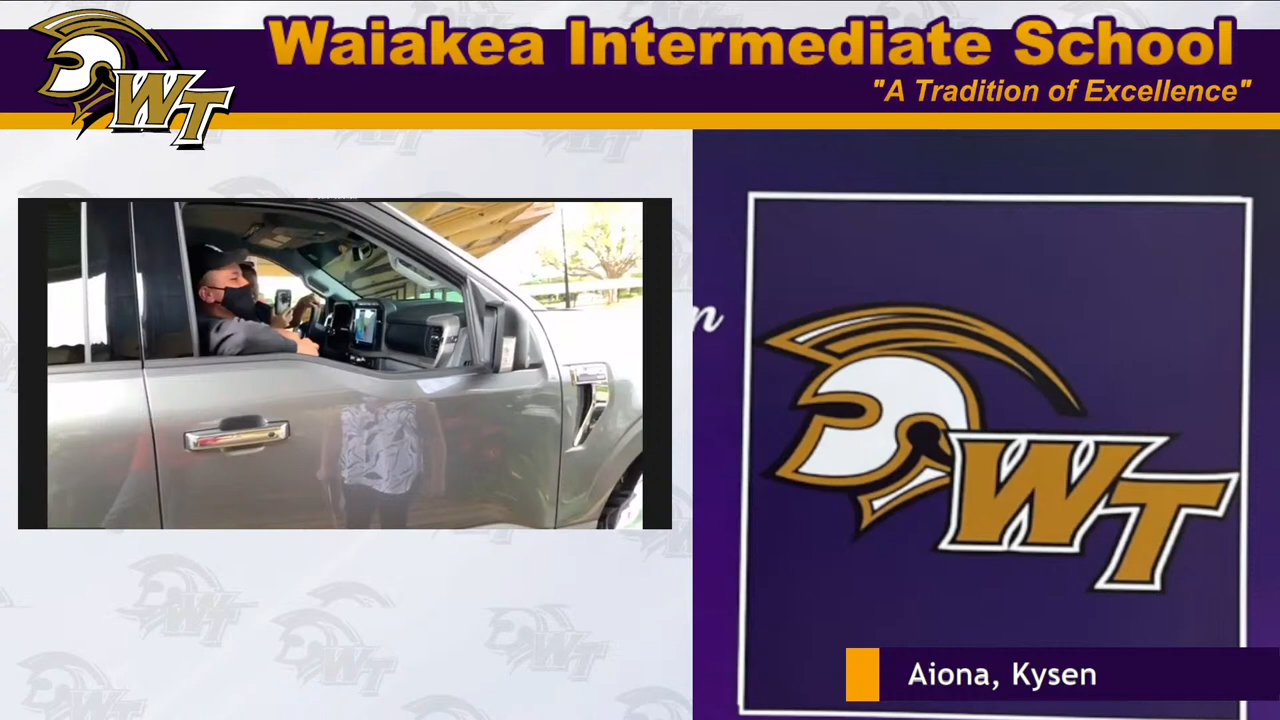 Waiakea Intermediate School
"A Tradition of Excellence"
WT
WT
Aiona, Kysen